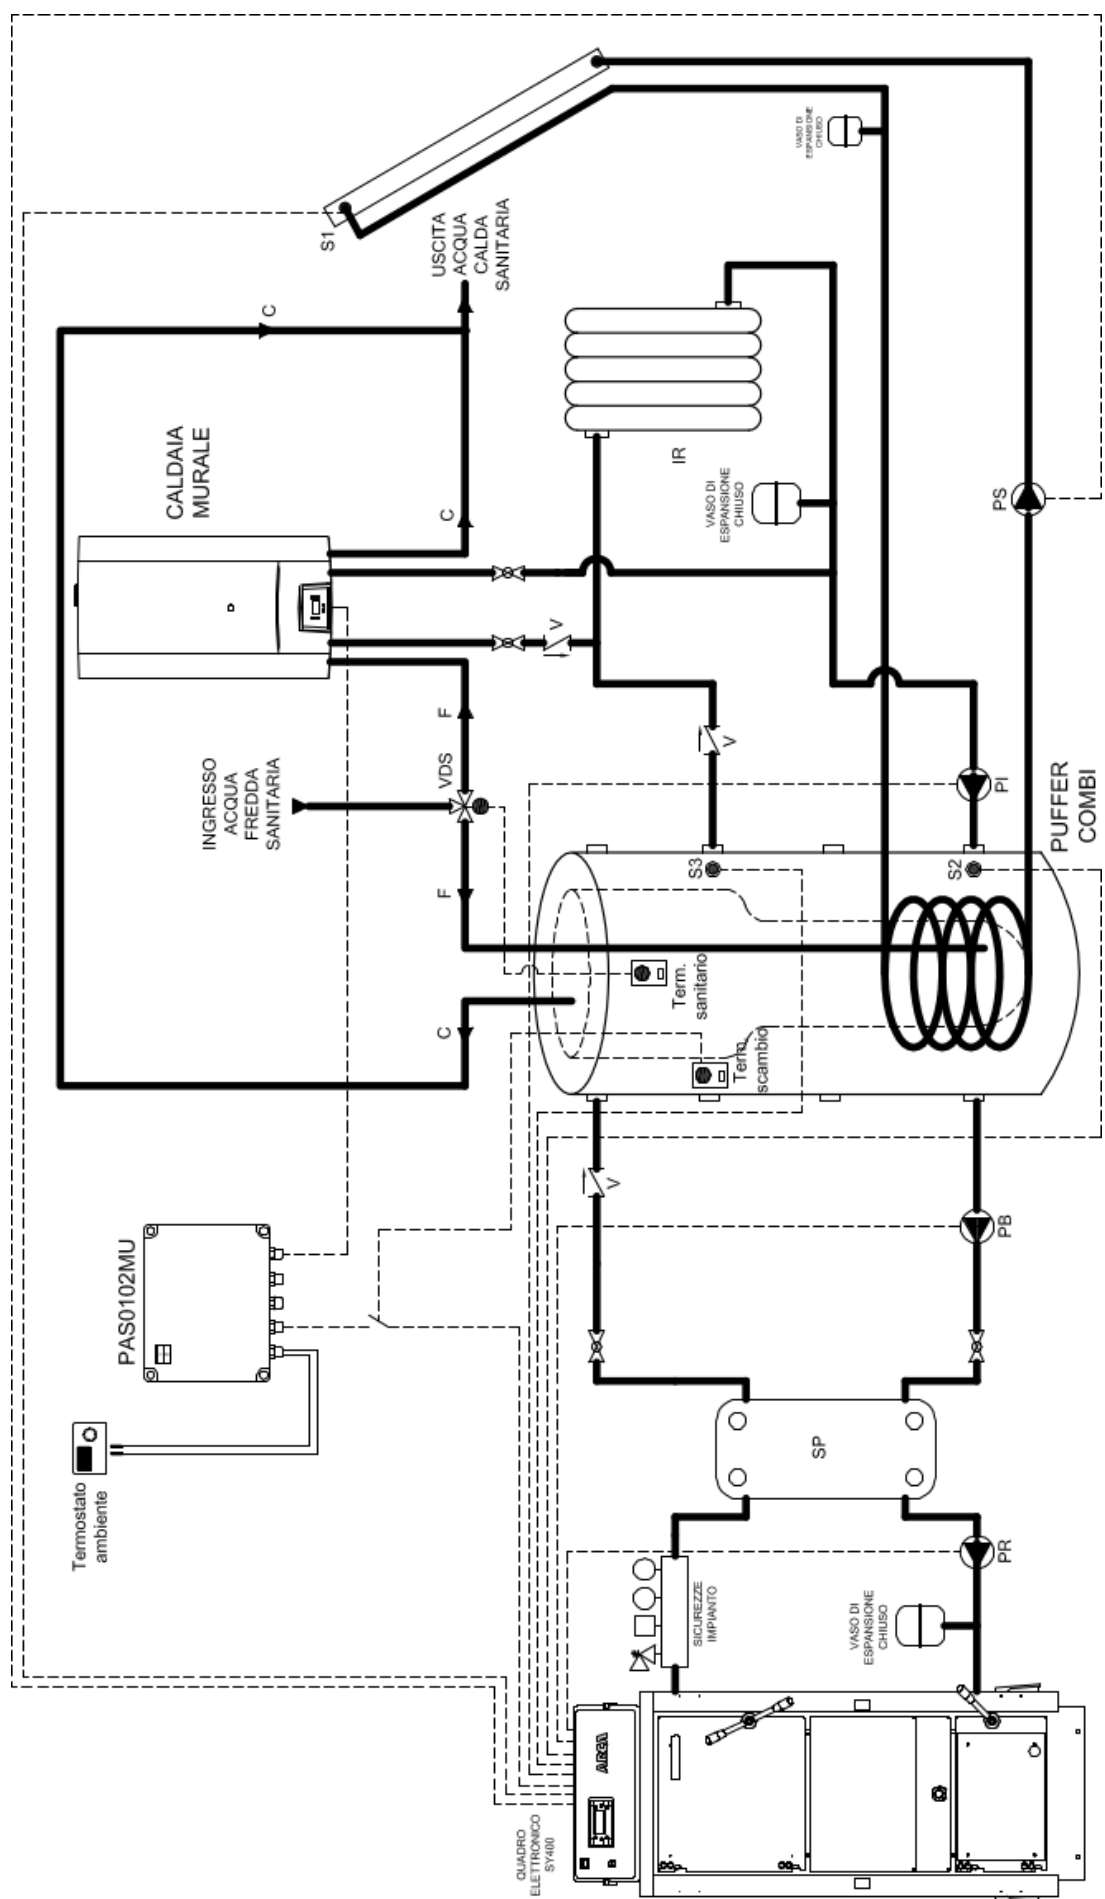 Termostato
ambiente
PAS0102MU
CALDAIA
MURALE
C
INGRESSO
ACQUA
FREDDA
SANITARIA
F
VDS
F
C
C
USCITA
ACQUA
CALDA
SANITARIA
S1
QUADRO
ELETTRONICO
SY400
ARCA
SICUREZZE
IMPIANTO
VASO DI
ESPANSIONE
CHIUSO
PR
SP
V
PB
Term.
scambio
Term.
sanitario
S3
S2
V
PI
PUFFER
COMBI
V
IR
VASO DI
ESPANSIONE
CHIUSO
PS
VASO DI
ESPANSIONE
CHIUSO